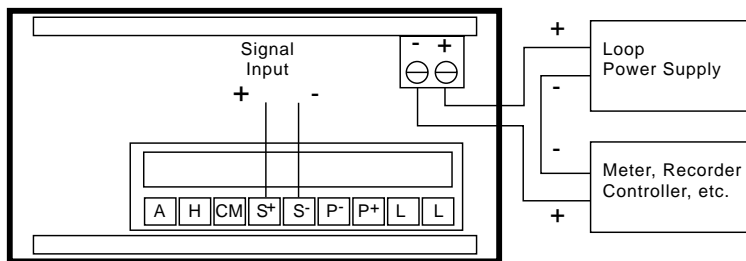 - +
Signal
Input
+ -
A H CM S+ S- P- P+ L L
+
Loop
Power Supply
-
-
Meter, Recorder
Controller, etc.
+